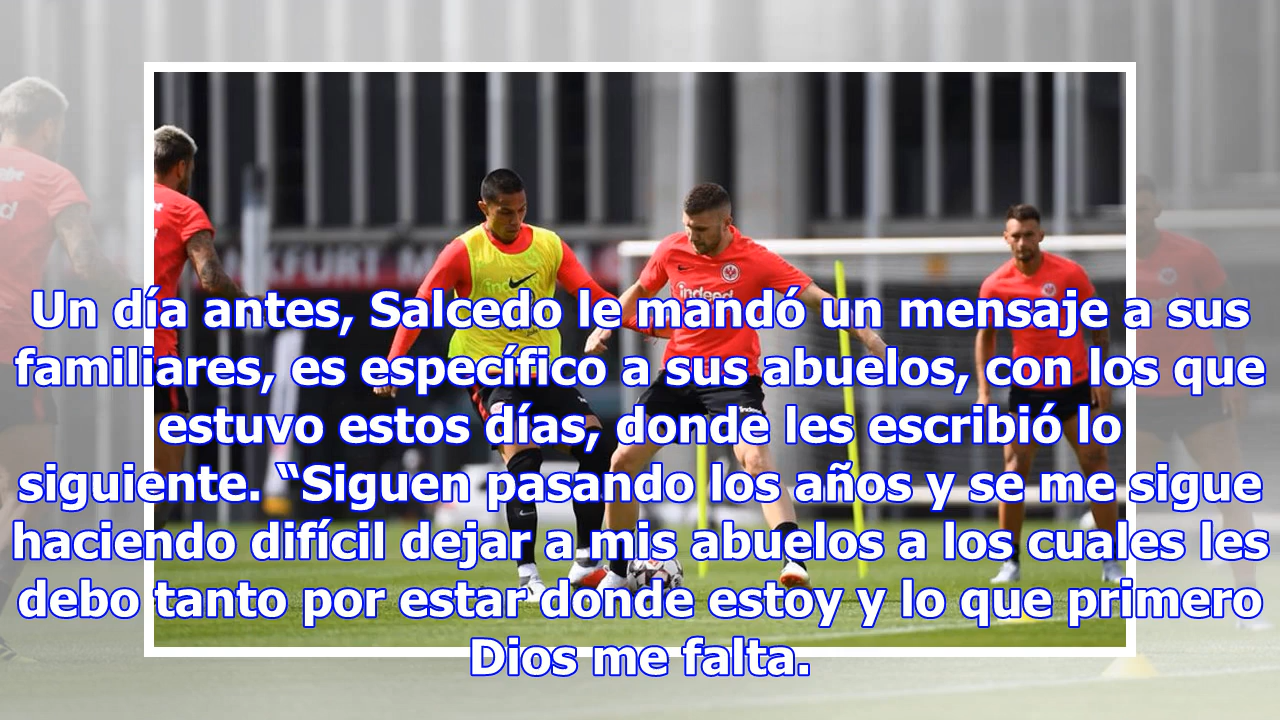 KFURT M
indeed
Un día antes, Salcedo le mandó un mensaje a sus
familiares, es específico a sus abuelos, con los que
estuvo estos días, donde les escribió lo
siguiente. “Siguen pasando los años y se me sigue
haciendo difícil dejar a mis abuelos a los cuales les
debo tanto por estar donde estoy y lo que primero
Dios me falta.